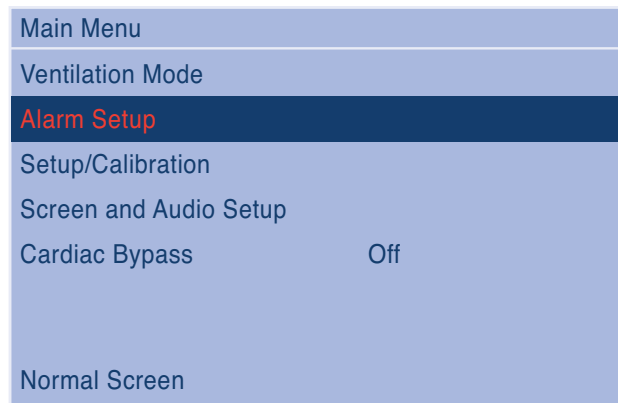 Main Menu
Ventilation Mode
Alarm Setup
Setup/Calibration
Screen and Audio Setup
Cardiac Bypass Off
Normal Screen